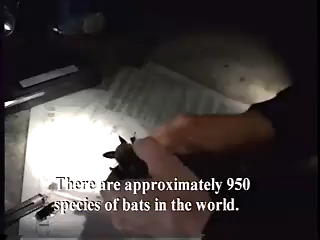 There are approximately 950
species of bats in the world.